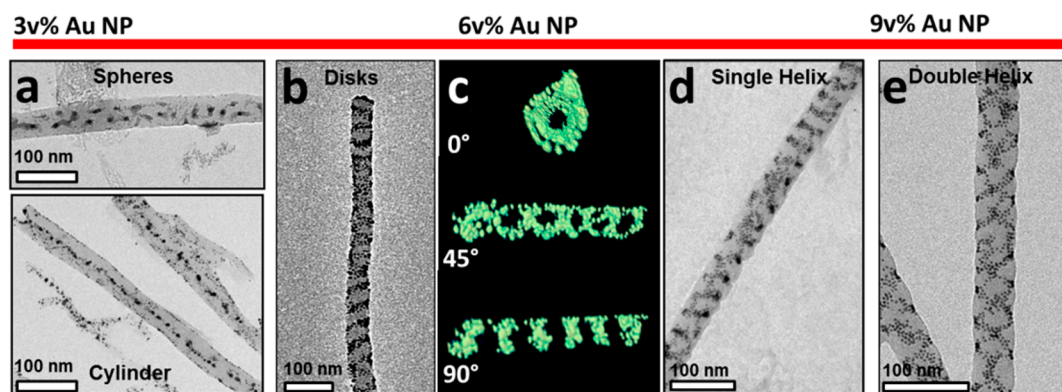 3v% Au NP 6v% Au NP 9v% Au NP
a Spheres
100 nm
100 nm Cylinder
b Disks
100 nm
c
0°
45°
90°
d Single Helix
100 nm
e Double Helix
100 nm